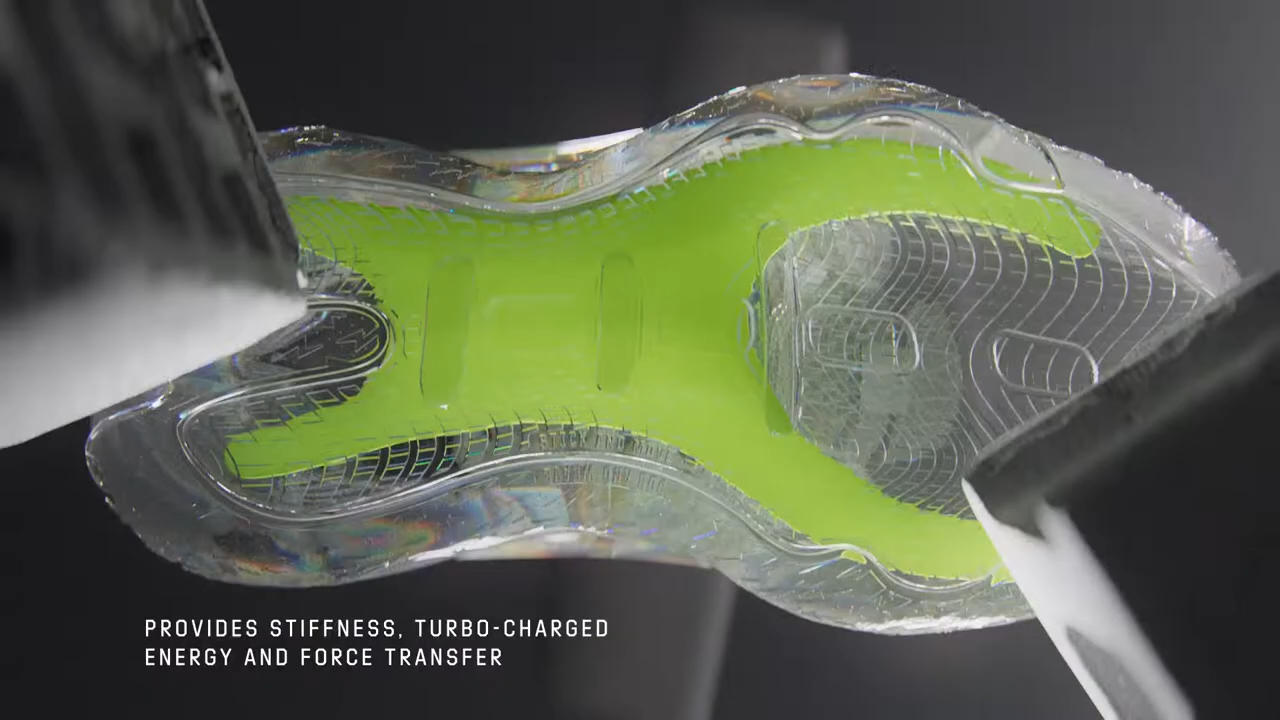 PROVIDES STIFFNESS, TURBO-CHARGED
ENERGY AND FORCE TRANSFER